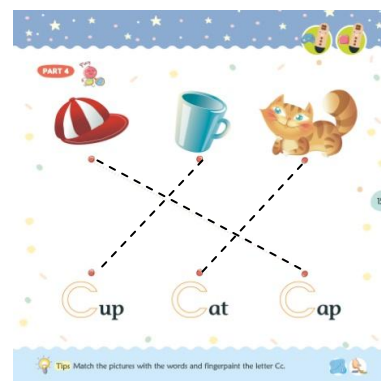 PART 4
Cup Cat Cap
Tips Match the pictures with the words and fingerpaint the letter Cc.